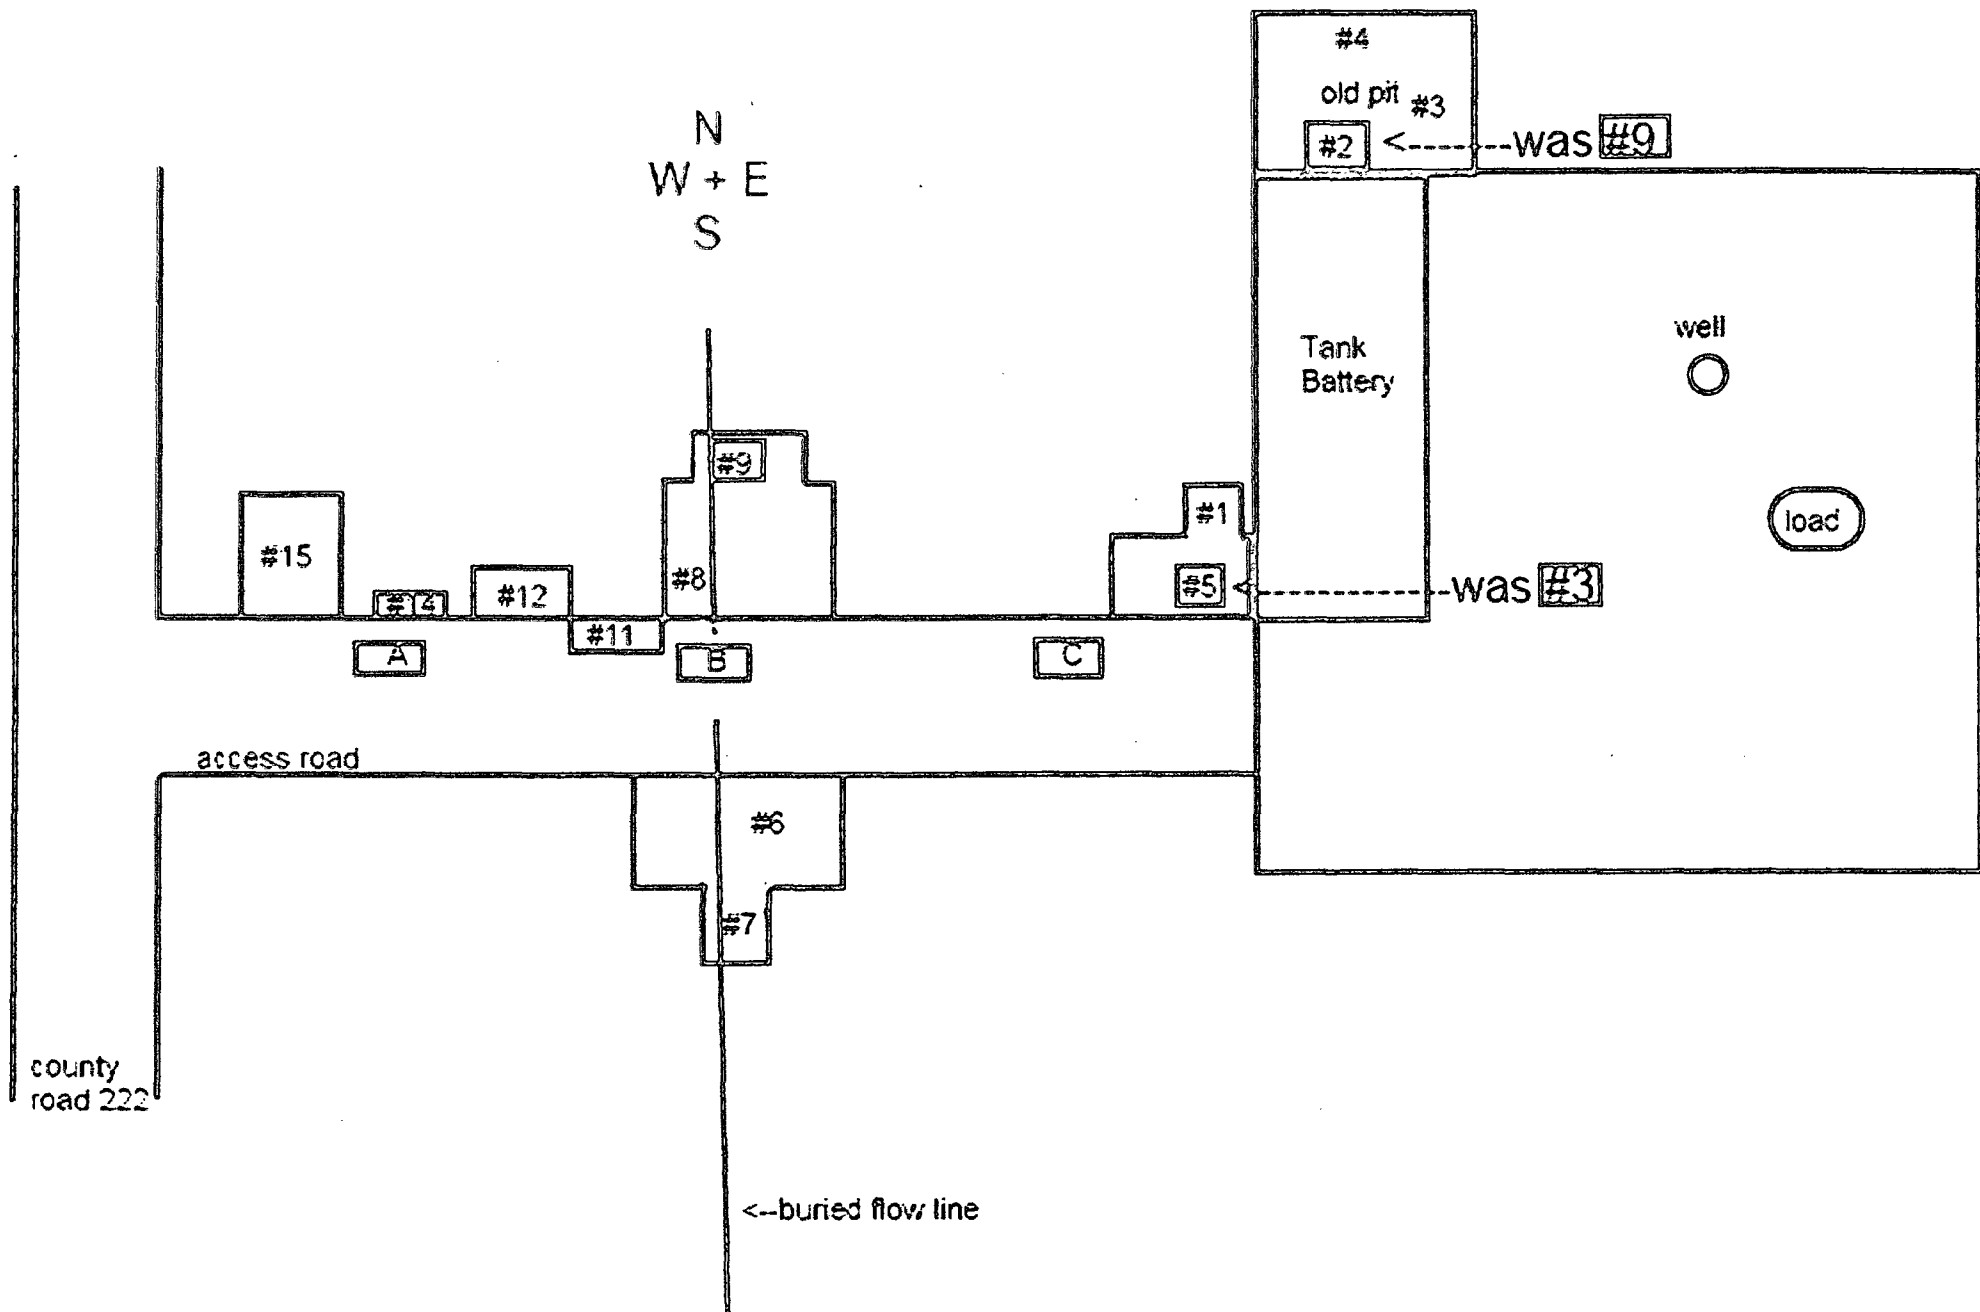 #4
old pit #3
#2 <------- was #9
N
W + E
S
well
Tank
Battery
#9
#1
load
#15
#8
#5 <------- was #3
#12
4
#11
A
B
C
access road
#6
#7
county
road 222
<--buried flow line